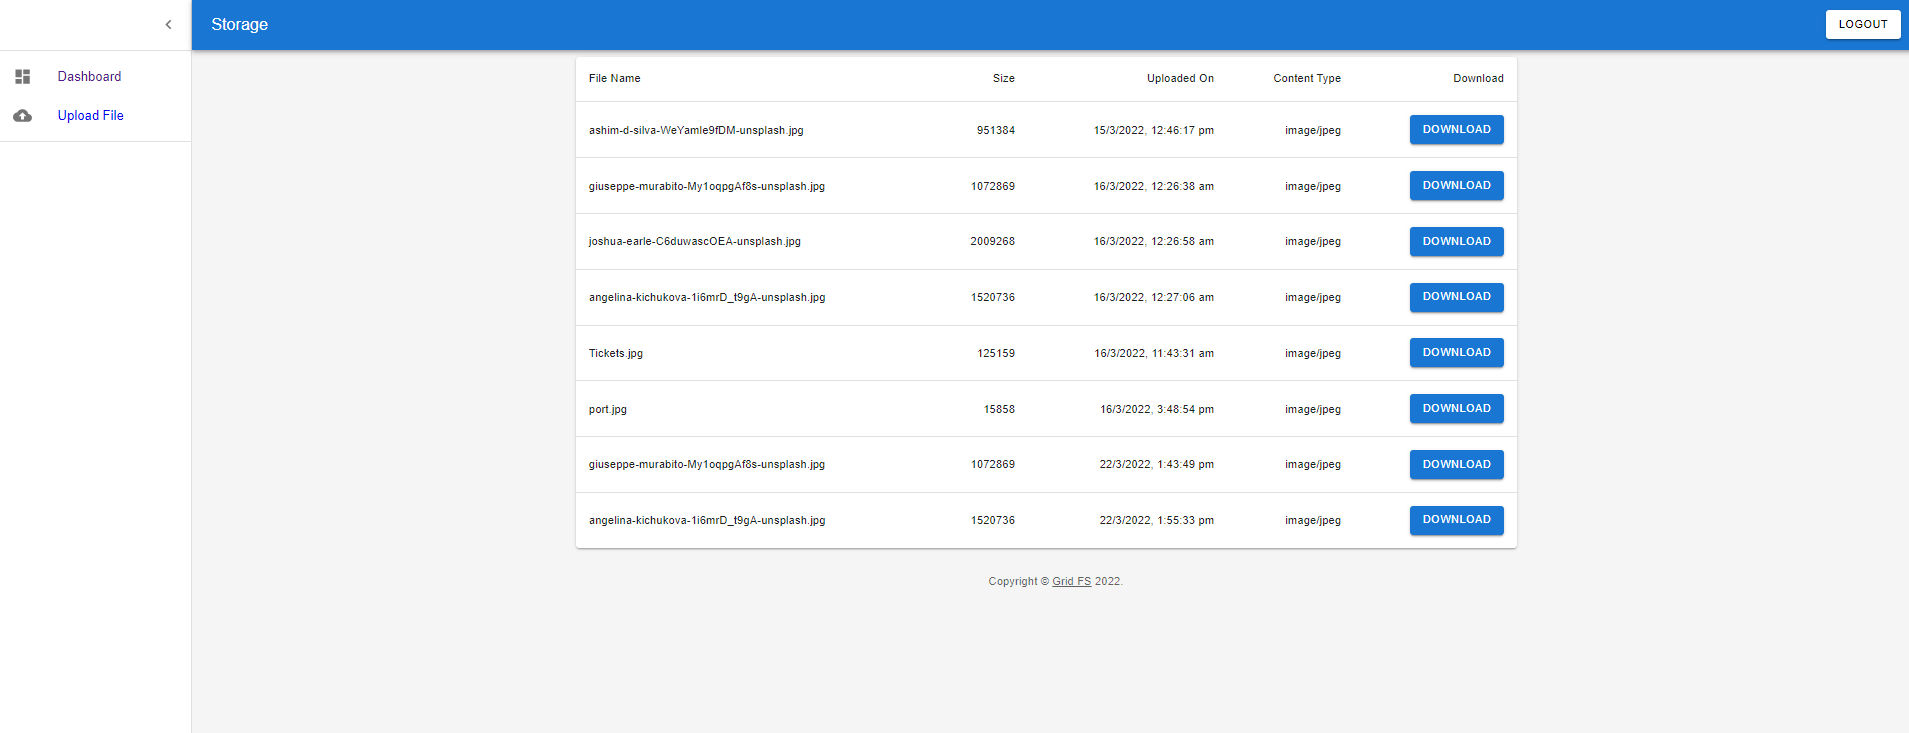 Storage
LOGOUT
Dashboard
Upload File
File Name Size Uploaded On Content Type Download
ashim-d-silva-WeYamle9fDM-unsplash.jpg 951384 15/3/2022, 12:46:17 pm image/jpeg DOWNLOAD
giuseppe-murabito-My1oqpgAf8s-unsplash.jpg 1072869 16/3/2022, 12:26:38 am image/jpeg DOWNLOAD
joshua-earle-C6duwascOEA-unsplash.jpg 2009268 16/3/2022, 12:26:58 am image/jpeg DOWNLOAD
angelina-kichukova-1i6mrD_t9gA-unsplash.jpg 1520736 16/3/2022, 12:27:06 am image/jpeg DOWNLOAD
Tickets.jpg 125159 16/3/2022, 11:43:31 am image/jpeg DOWNLOAD
port.jpg 15858 16/3/2022, 3:48:54 pm image/jpeg DOWNLOAD
giuseppe-murabito-My1oqpgAf8s-unsplash.jpg 1072869 22/3/2022, 1:43:49 pm image/jpeg DOWNLOAD
angelina-kichukova-1i6mrD_t9gA-unsplash.jpg 1520736 22/3/2022, 1:55:33 pm image/jpeg DOWNLOAD
Copyright © Grid FS 2022.